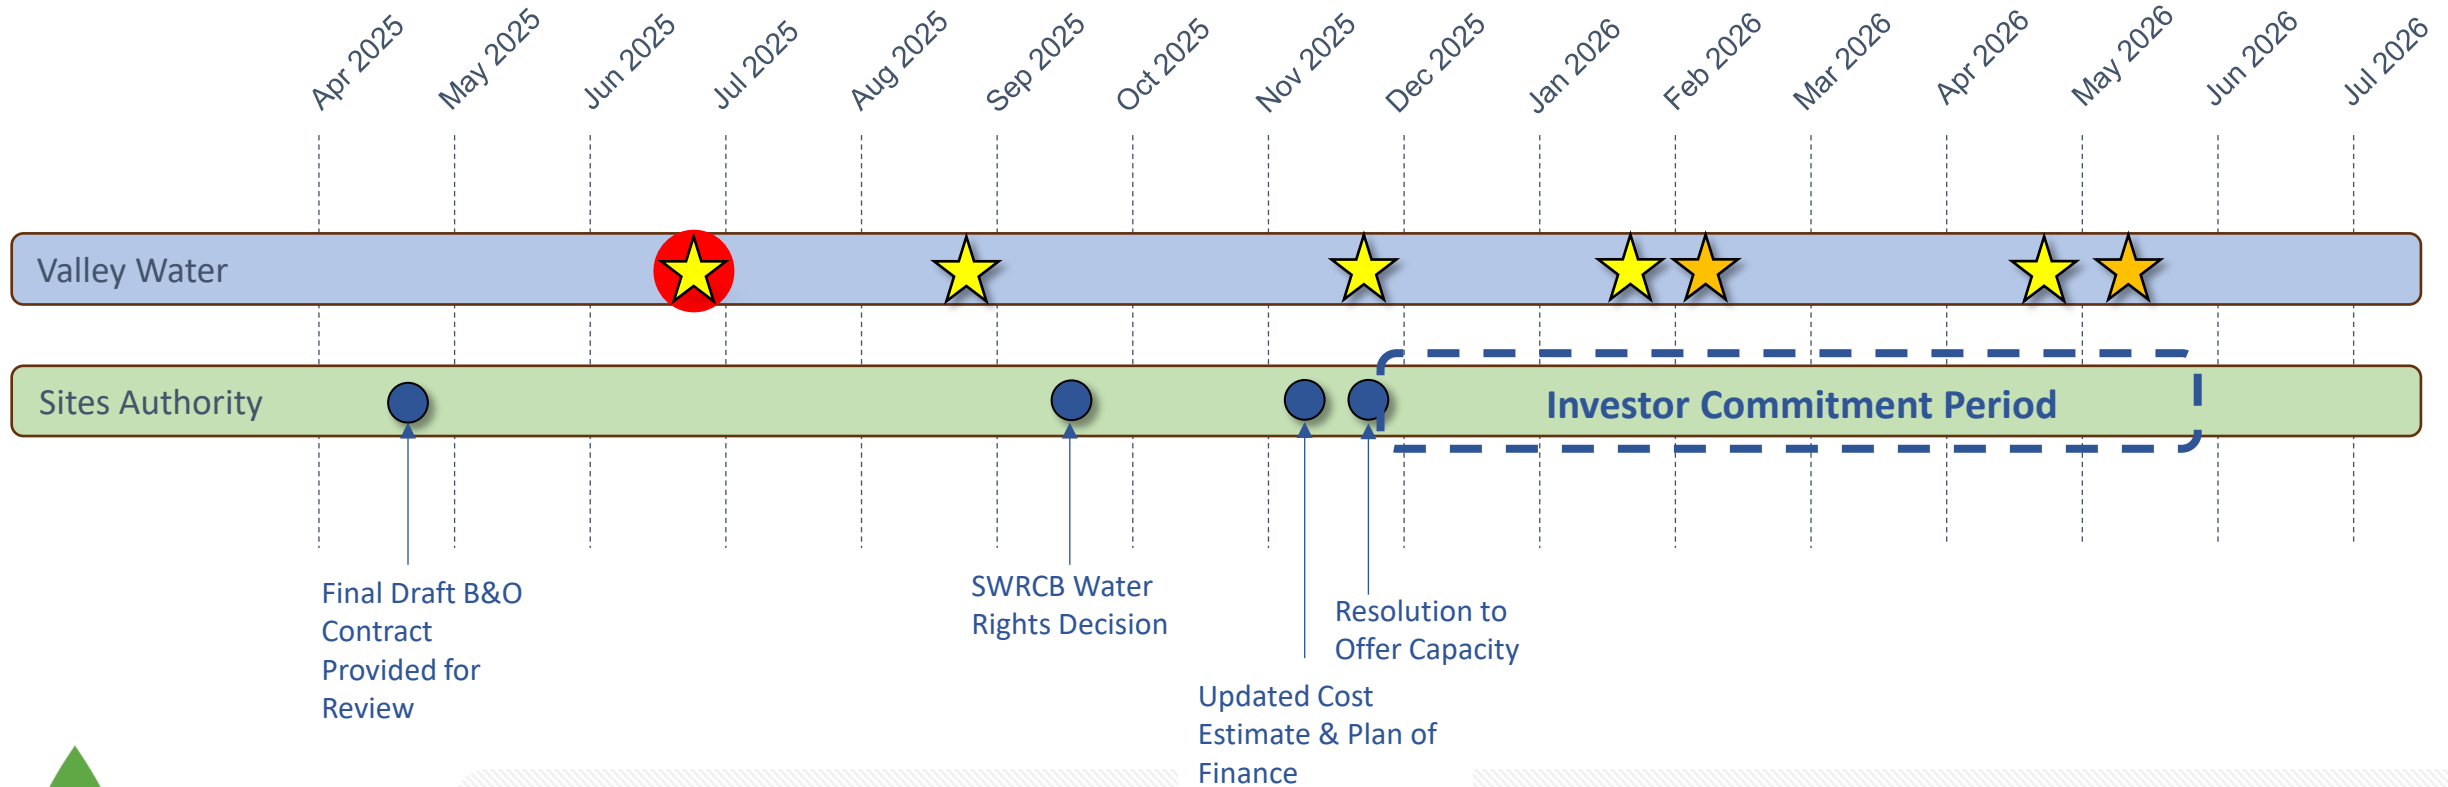 Apr 2025
May 2025
Jun 2025
Jul 2025
Aug 2025
Sep 2025
Oct 2025
Nov 2025
Dec 2025
Jan 2026
Feb 2026
Mar 2026
Apr 2026
May 2026
Jun 2026
Jul 2026
Valley Water
Sites Authority
Investor Commitment Period
Final Draft B&O
Contract
Provided for
Review
SWRCB Water
Rights Decision
Updated Cost
Estimate & Plan of
Finance
Resolution to
Offer Capacity